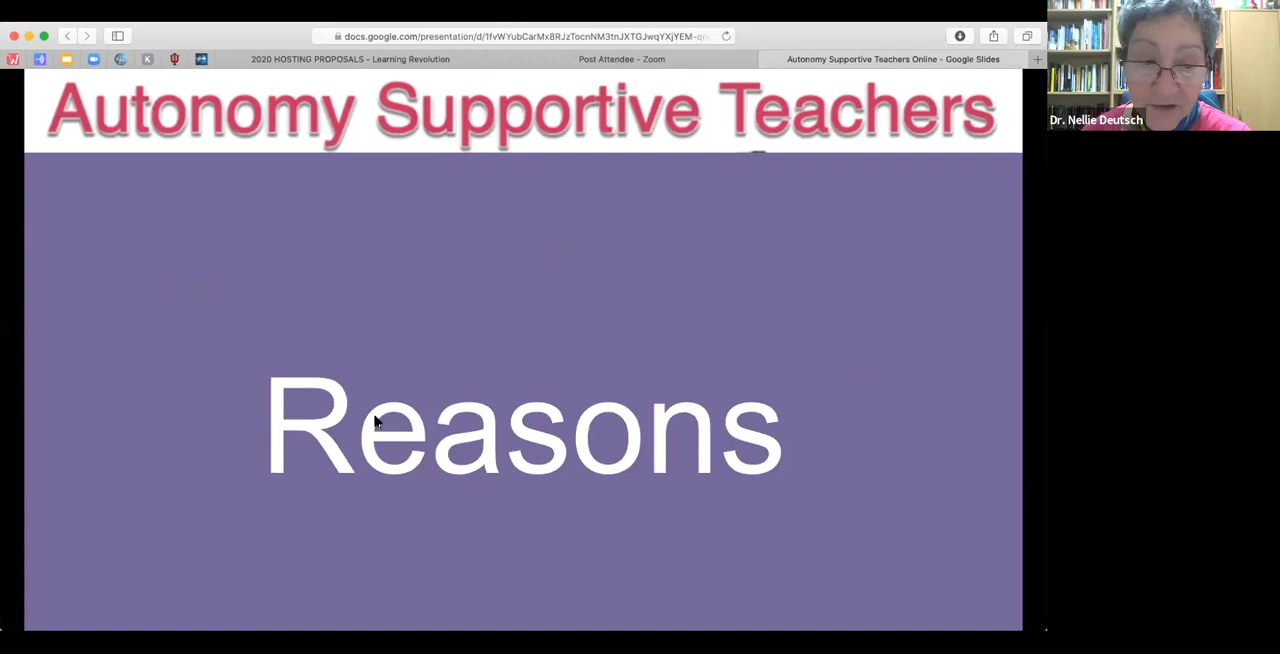 docs.google.com/presentation/d/1fvWYubCarMx8RJzTocnNM3tnJXTGJwqYXjYEM-qn
2020 HOSTING PROPOSALS - Learning Revolution
Post Attendee - Zoom
Autonomy Supportive Teachers Online - Google Slides
Autonomy Supportive Teachers
Dr. Nellie Deutsch
Reasons